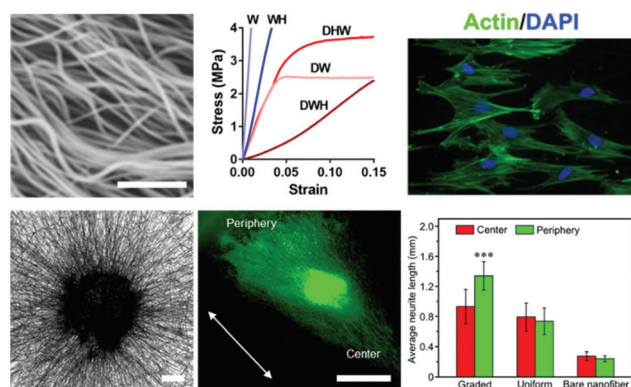 Stress (MPa)
4
3
2
1
0
W
WH
DHW
DW
DWH
0.00
0.05
0.10
0.15
Strain
Actin/DAPI
Periphery
Center
Average neurite length (mm)
2.0
1.6
1.2
0.8
0.4
0.0
Center
Periphery
***
Graded
Uniform
Bare nanofiber